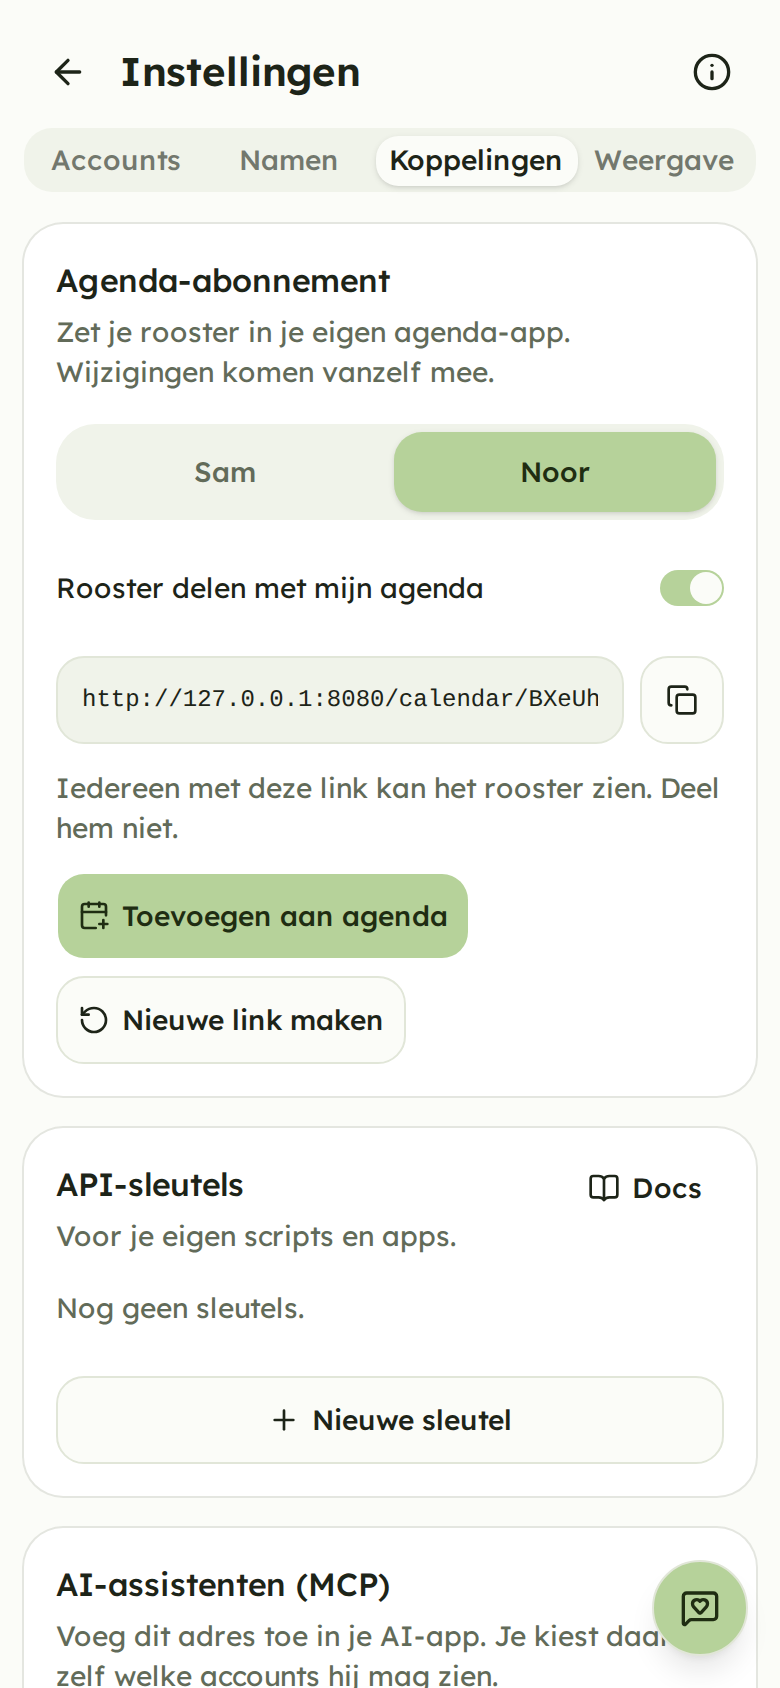 Instellingen
Accounts Namen Koppelingen Weergave
Agenda-abonnement
Zet je rooster in je eigen agenda-app.
Wijzigingen komen vanzelf mee.
Sam Noor
Rooster delen met mijn agenda
http://127.0.0.1:8080/calendar/BXeUh
Iedereen met deze link kan het rooster zien. Deel
hem niet.
Toevoegen aan agenda
Nieuwe link maken
API-sleutels Docs
Voor je eigen scripts en apps.
Nog geen sleutels.
Nieuwe sleutel
AI-assistenten (MCP)
Voeg dit adres toe in je AI-app. Je kiest
zelf welke accounts hij mag zien.